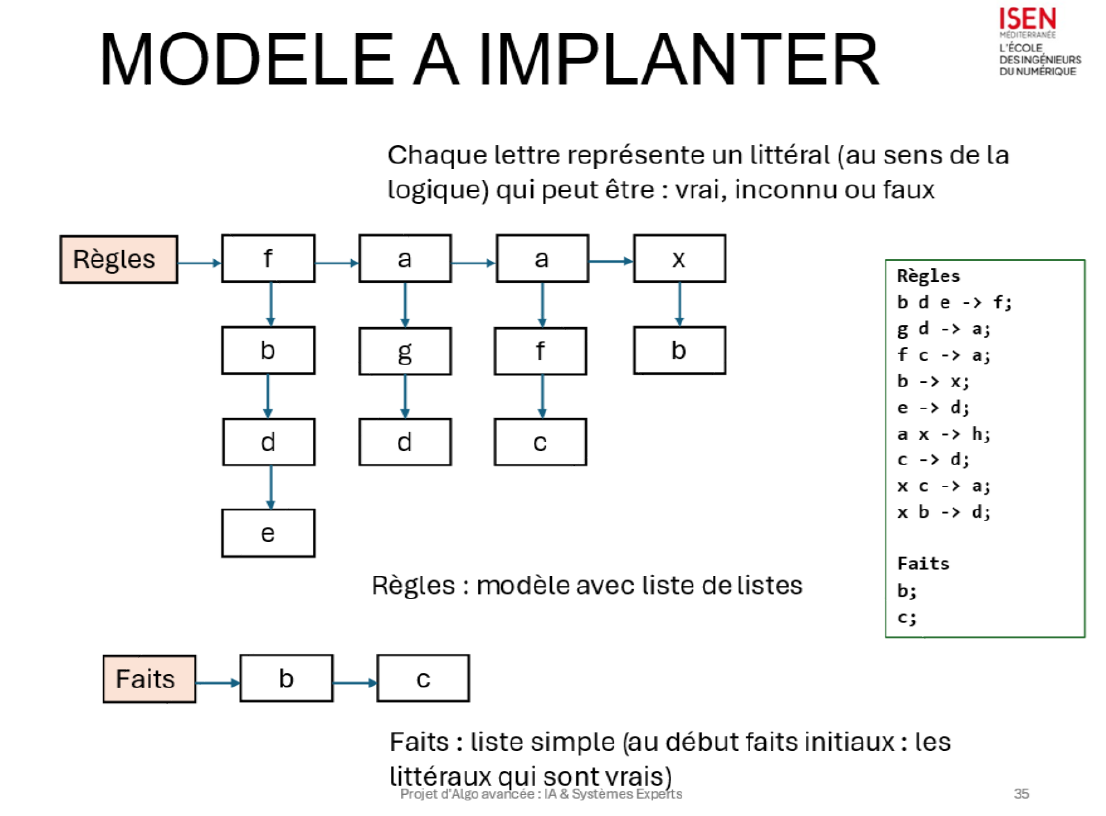 MODELE A IMPLANTER
ISEN
MÉDITERRANÉE
L'ÉCOLE
DES INGÉNIEURS
DU NUMÉRIQUE
Chaque lettre représente un littéral (au sens de la
logique) qui peut être : vrai, inconnu ou faux
Règles f a a x
b g f b
d d c
e
Règles
b d e -> f;
g d -> a;
f c -> a;
b -> x;
e -> d;
a x -> h;
c -> d;
x c -> a;
x b -> d;
Faits
b;
c;
Règles : modèle avec liste de listes
Faits b c
Faits : liste simple (au début faits initiaux : les
littéraux qui sont vrais)
Projet d'Algo avancée : IA & Systèmes Experts
35